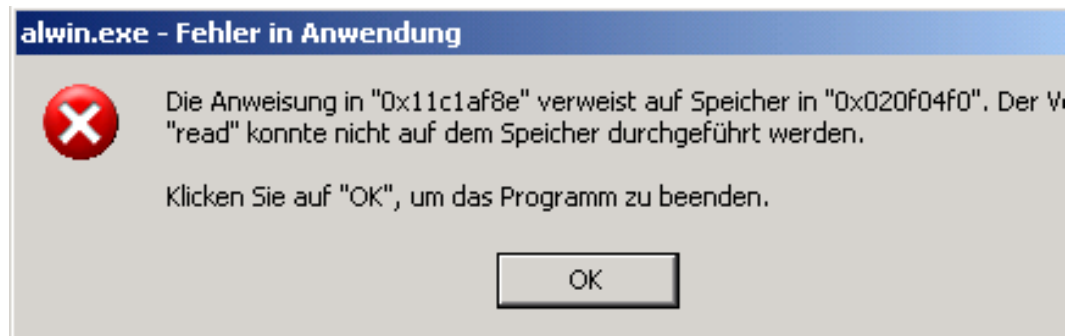 alwin.exe - Fehler in Anwendung
Die Anweisung in "0x11c1af8e" verweist auf Speicher in "0x020f04f0". Der
"read" konnte nicht auf dem Speicher durchgeführt werden.
Klicken Sie auf "OK", um das Programm zu beenden.
OK